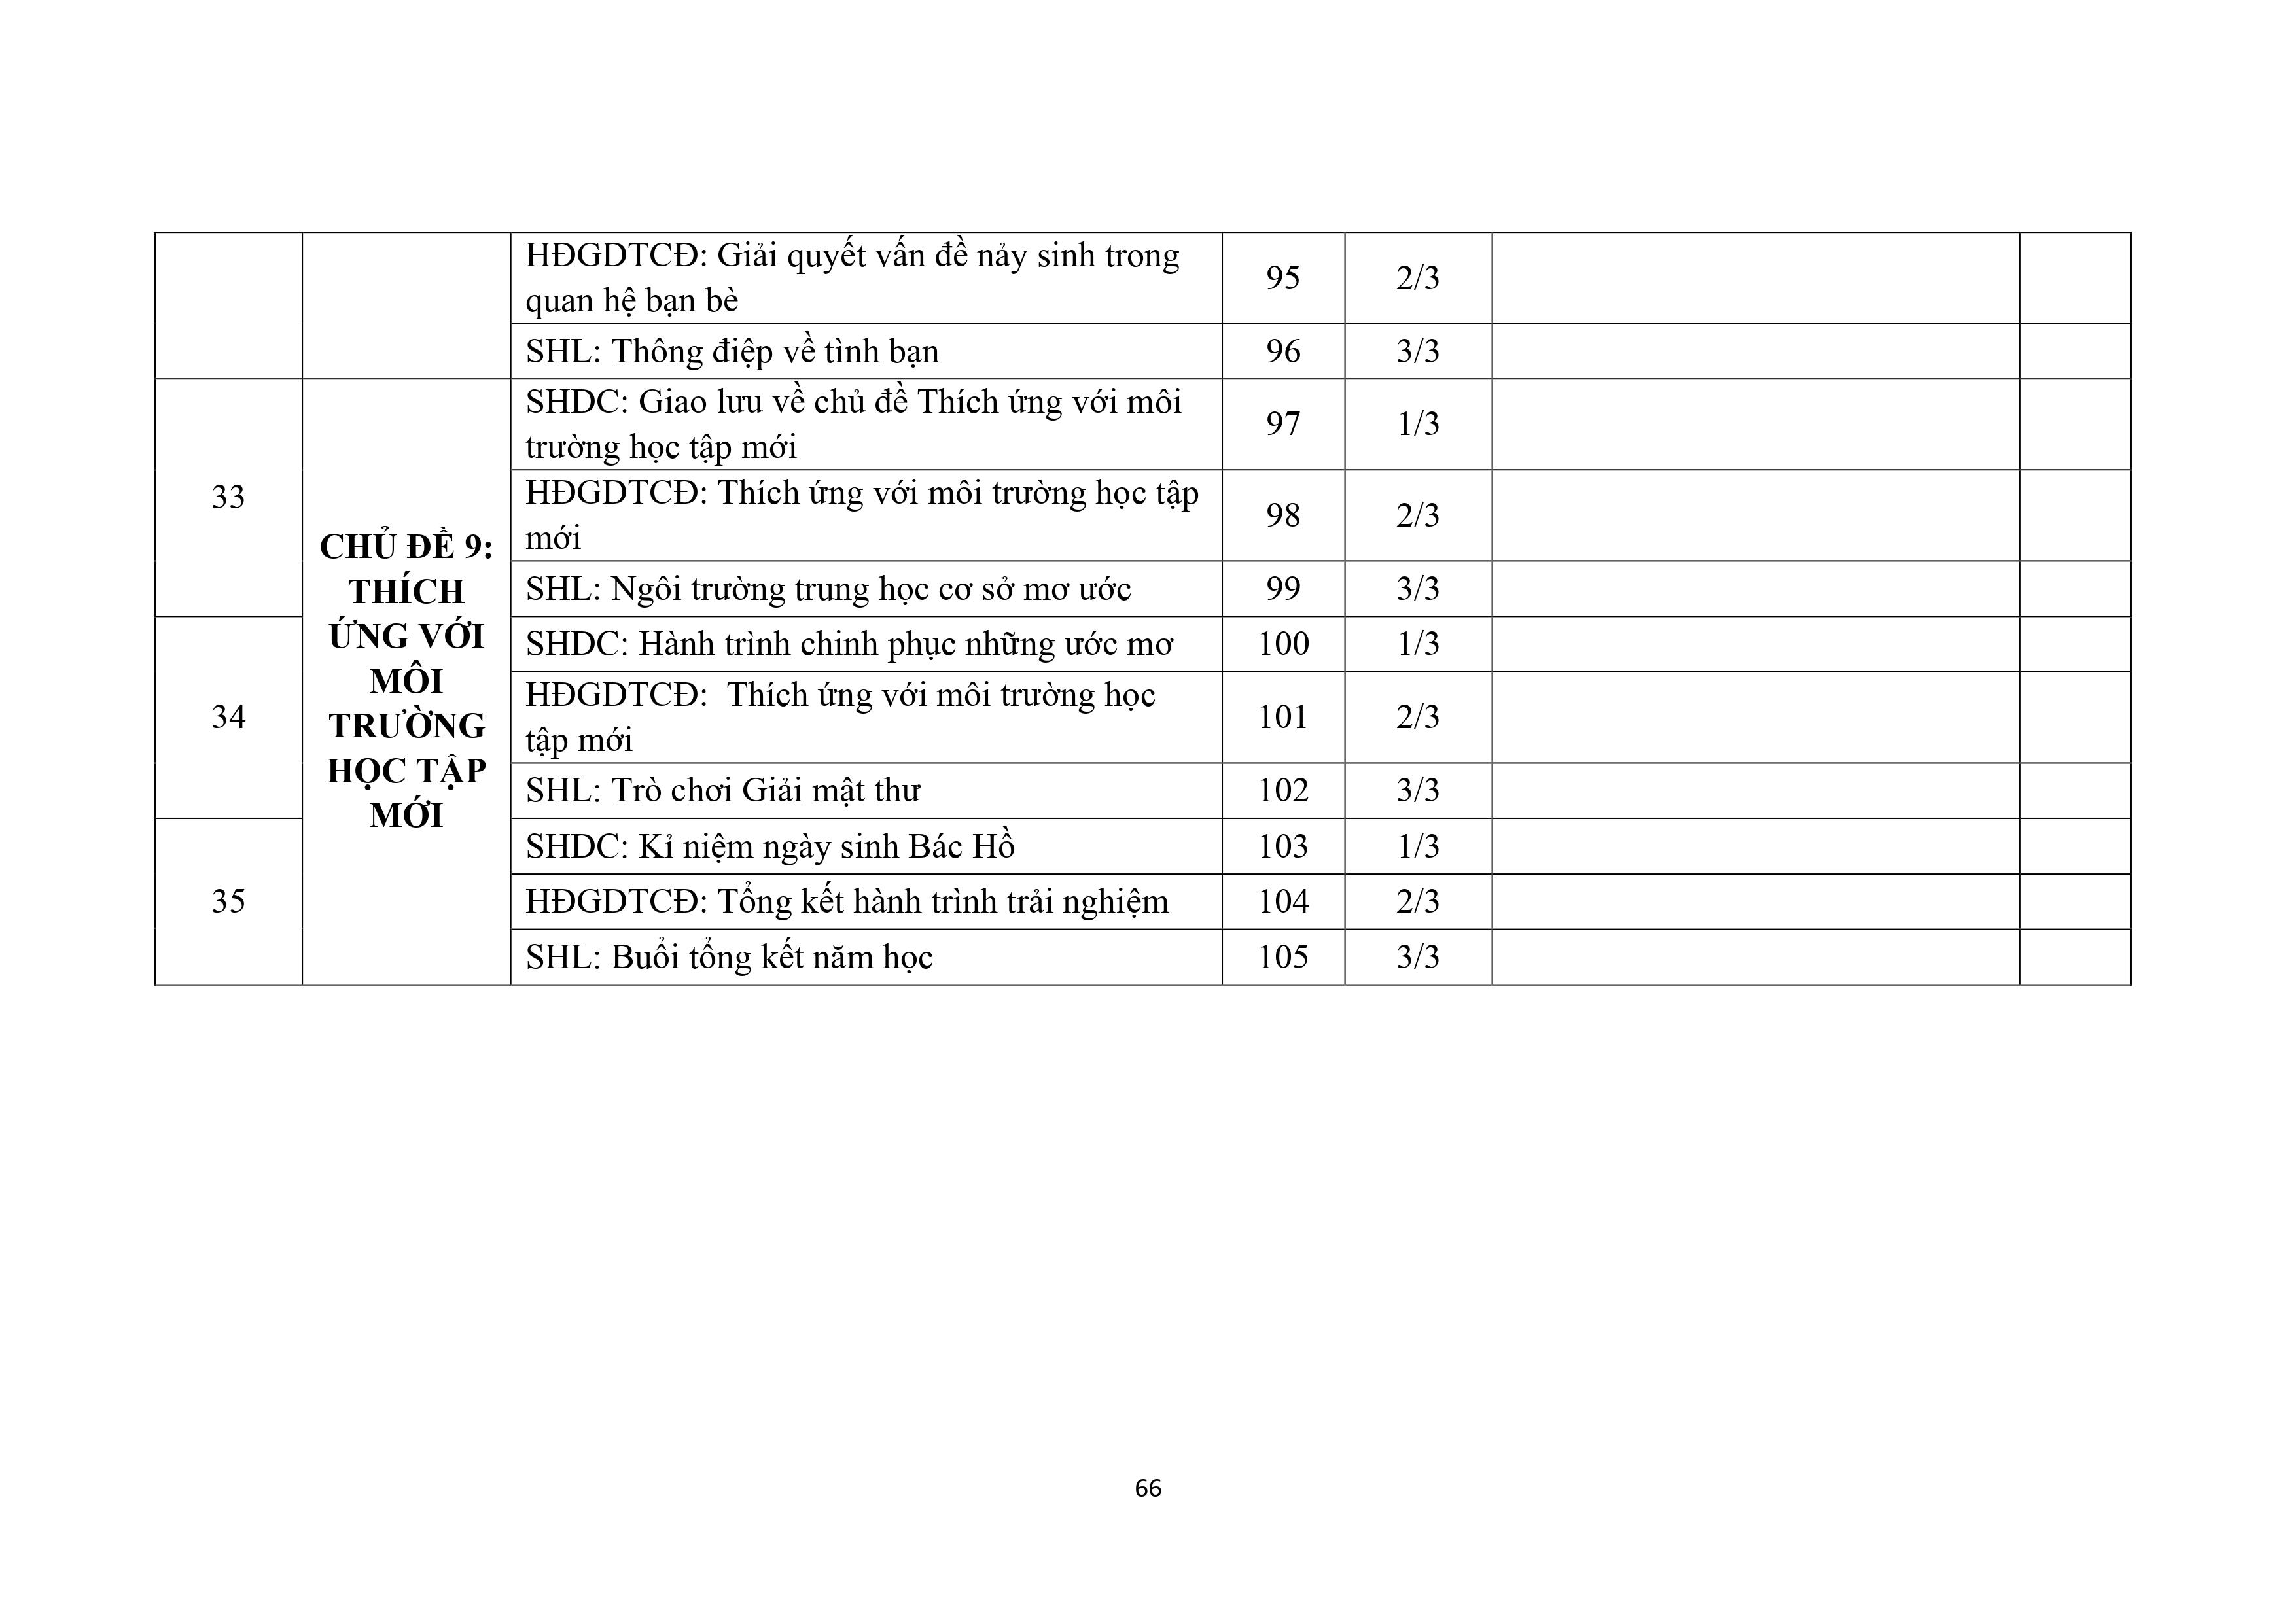 HĐGDTCĐ: Giải quyết vấn đề nảy sinh trong
quan hệ bạn bè
95
2/3
SHL: Thông điệp về tình bạn
96
3/3
33
CHỦ ĐỀ 9:
THÍCH
ỨNG VỚI
MÔI
TRƯỜNG
HỌC TẬP
MỚI
SHDC: Giao lưu về chủ đề Thích ứng với môi
trường học tập mới
97
1/3
HĐGDTCĐ: Thích ứng với môi trường học tập
mới
98
2/3
SHL: Ngôi trường trung học cơ sở mơ ước
99
3/3
34
SHDC: Hành trình chinh phục những ước mơ
100
1/3
HĐGDTCĐ:  Thích ứng với môi trường học
tập mới
101
2/3
SHL: Trò chơi Giải mật thư
102
3/3
35
SHDC: Kỉ niệm ngày sinh Bác Hồ
103
1/3
HĐGDTCĐ: Tổng kết hành trình trải nghiệm
104
2/3
SHL: Buổi tổng kết năm học
105
3/3
66